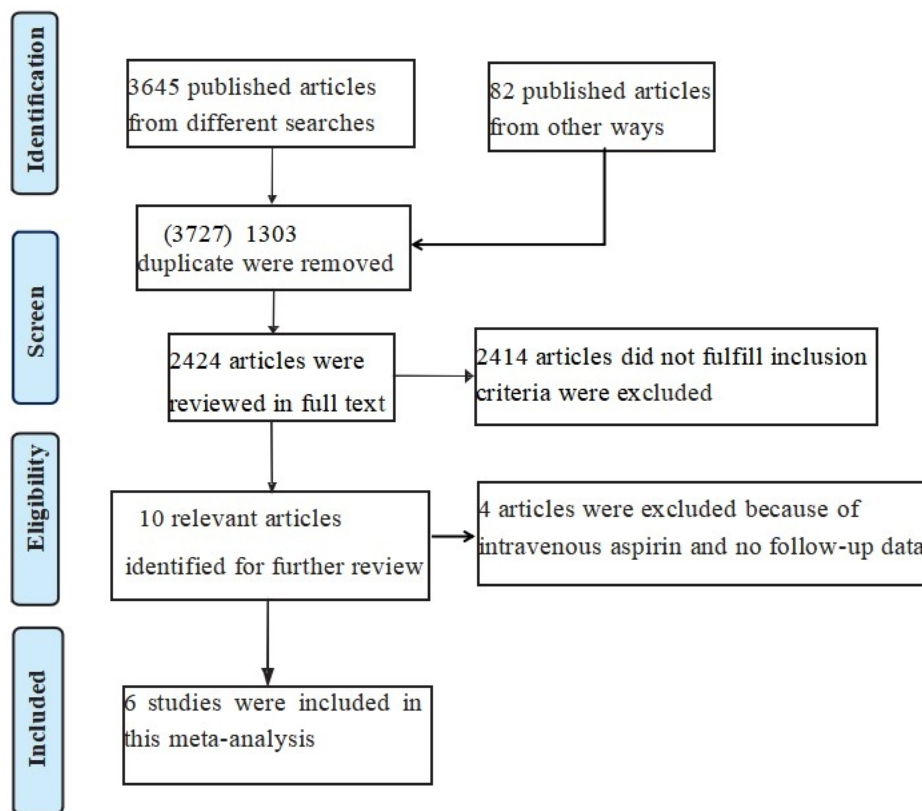 Identification
3645 published articles
from different searches
82 published articles
from other ways
Screen
(3727) 1303
duplicate were removed
2424 articles were
reviewed in full text
2414 articles did not fulfill inclusion
criteria were excluded
Eligibility
10 relevant articles
identified for further review
4 articles were excluded because of
intravenous aspirin and no follow-up data
Included
6 studies were included in
this meta-analysis